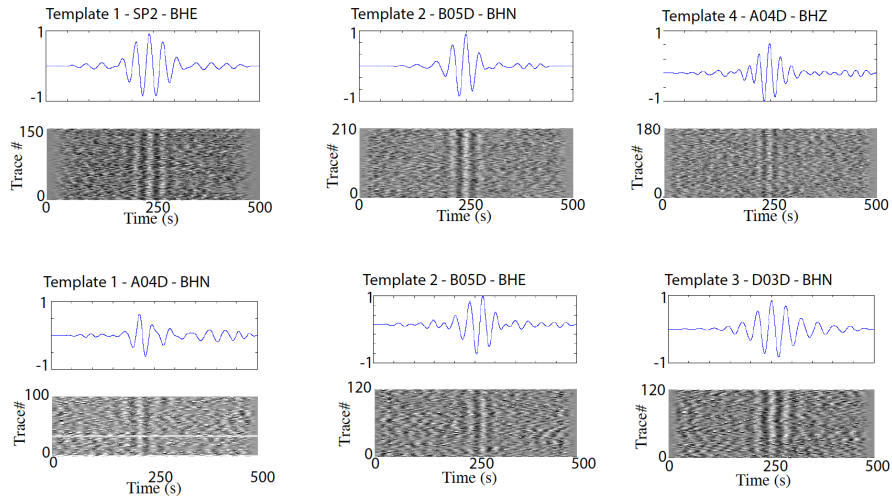 Template 1 - SP2 - BHE
1
-1
150
Trace #
0
0
250
500
Time (s)
Template 2 - B05D - BHN
1
-1
210
Trace#
0
0
250
500
Time (s)
Template 4 - A04D - BHZ
1
-1
180
Trace#
0
0
250
500
Time (s)
Template 1 - A04D - BHN
1
-1
100
Trace#
0
0
250
500
Time (s)
Template 2 - B05D - BHE
1
-1
120
Trace#
0
0
250
500
Time (s)
Template 3 - D03D - BHN
1
-1
120
Trace#
0
0
250
500
Time (s)